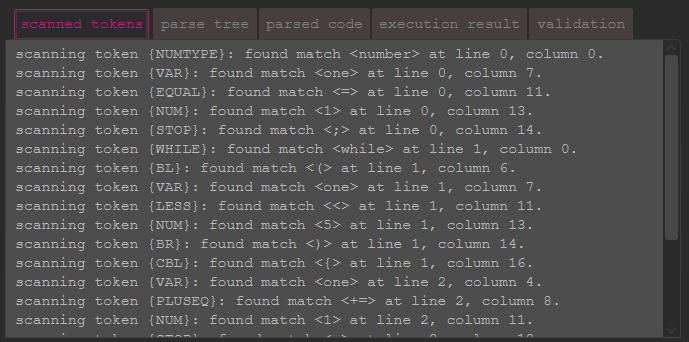 scanned tokens parse tree parsed code execution result validation
scanning token {NUMTYPE}: found match <number> at line 0, column 0.
scanning token {VAR}: found match <one> at line 0, column 7.
scanning token {EQUAL}: found match <=> at line 0, column 11.
scanning token {NUM}: found match <1> at line 0, column 13.
scanning token {STOP}: found match <;> at line 0, column 14.
scanning token {WHILE}: found match <while> at line 1, column 0.
scanning token {BL}: found match <(> at line 1, column 6.
scanning token {VAR}: found match <one> at line 1, column 7.
scanning token {LESS}: found match <<> at line 1, column 11.
scanning token {NUM}: found match <5> at line 1, column 13.
scanning token {BR}: found match <)> at line 1, column 14.
scanning token {CBL}: found match <{> at line 1, column 16.
scanning token {VAR}: found match <one> at line 2, column 4.
scanning token {PLUSEQ}: found match <+=> at line 2, column 8.
scanning token {NUM}: found match <1> at line 2, column 11.